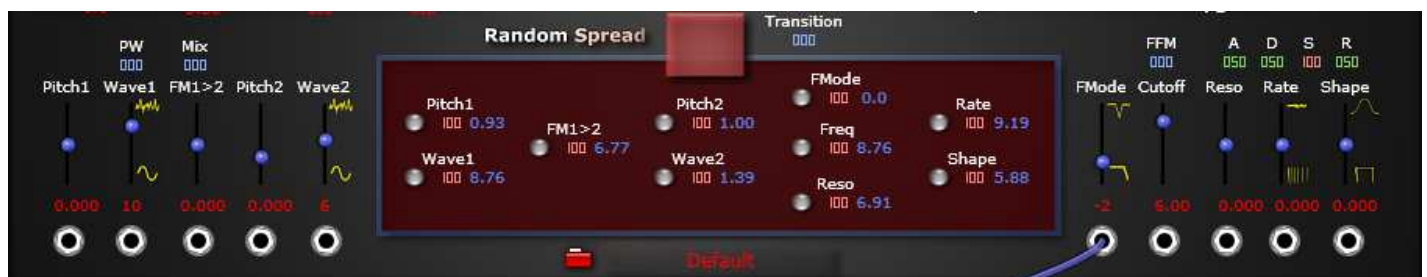 Random Spread Transition
000
PW Mix FFM A D S R
000 000 000 050 050 100 050
Pitch1 Wave1 FM1>2 Pitch2 Wave2 FMode Cutoff Reso Rate Shape
FMode
100 0.0
Pitch1 Pitch2 Rate
100 0.93 100 1.00 100 9.19
FM1>2 Freq
100 6.77 100 8.76
Wave1 Wave2 Shape
100 8.76 100 1.39 100 5.88
Reso
100 6.91
0.000 10 0.000 0.000 6 -2 6.00 0.000 0.000 0.000
Default